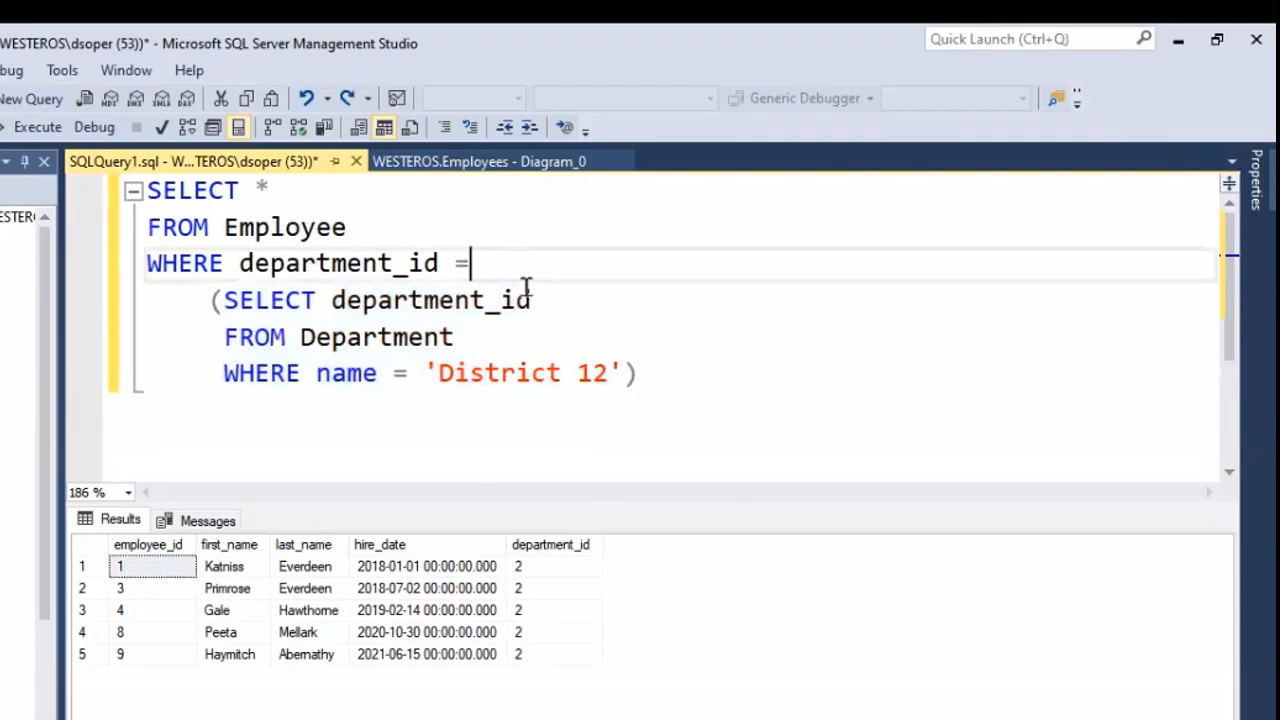 WESTEROS\dsoper (53))* - Microsoft SQL Server Management Studio
Quick Launch (Ctrl+Q)
bug Tools Window Help
New Query MDX DMX XMLA DAX Generic Debugger
Execute Debug
SQLQuery1.sql - W...TEROS\dsoper (53))* WESTEROS.Employees - Diagram_0
Properties
SELECT *
FROM Employee
WHERE department_id =
(SELECT department_id
FROM Department
WHERE name = 'District 12')
186 %
Results Messages
employee_id first_name last_name hire_date department_id
1 1 Katniss Everdeen 2018-01-01 00:00:00.000 2
2 3 Primrose Everdeen 2018-07-02 00:00:00.000 2
3 4 Gale Hawthorne 2019-02-14 00:00:00.000 2
4 8 Peeta Mellark 2020-10-30 00:00:00.000 2
5 9 Haymitch Abernathy 2021-06-15 00:00:00.000 2